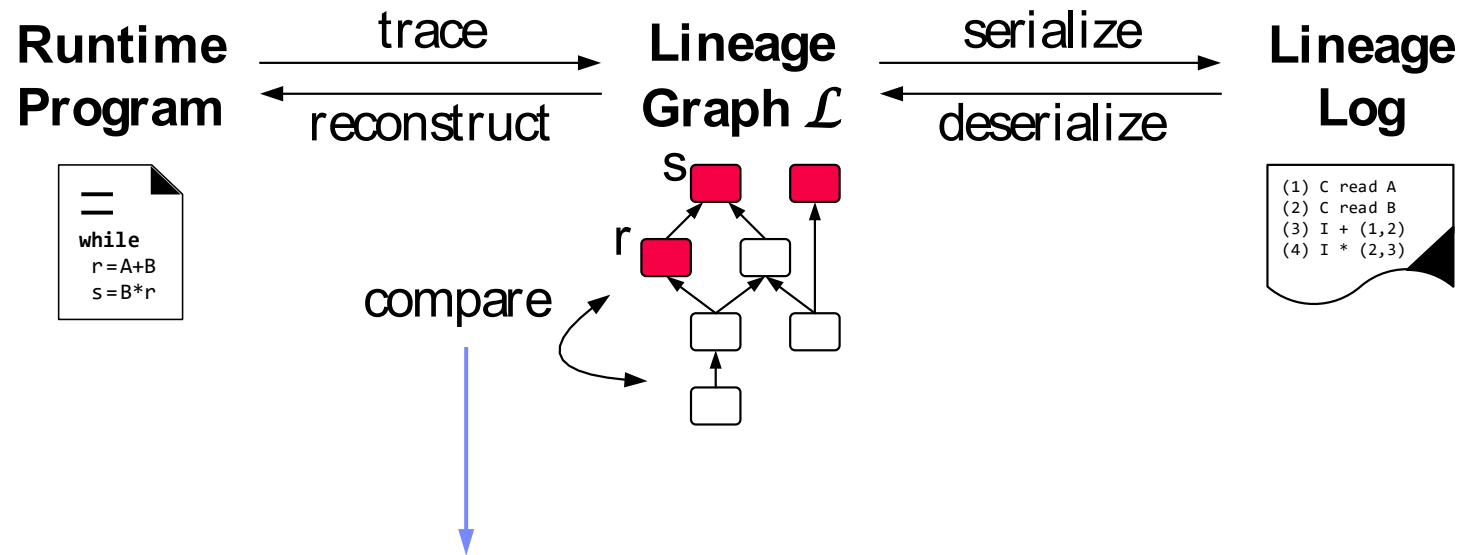 Runtime
Program
trace
reconstruct
Lineage
Graph ℒ
serialize
deserialize
Lineage
Log
while
r=A+B
s=B*r
compare
s
r
(1) C read A
(2) C read B
(3) I + (1,2)
(4) I * (2,3)